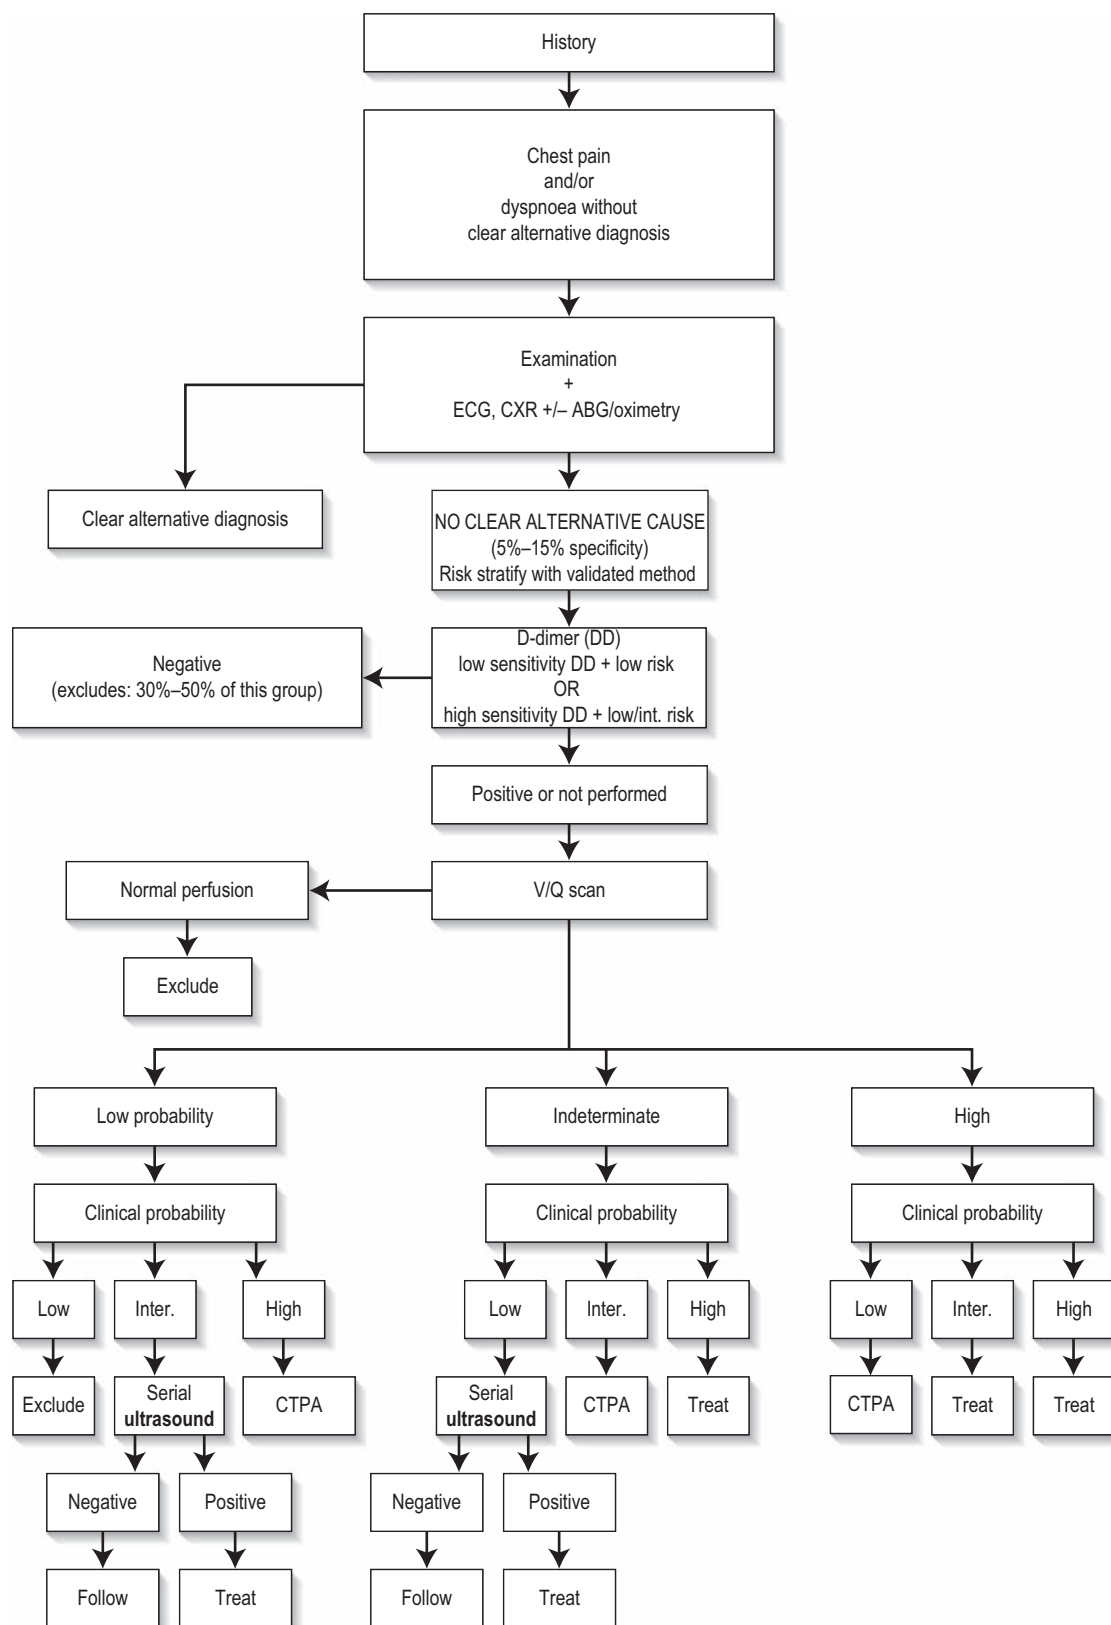 History
Chest pain
and/or
dyspnoea without
clear alternative diagnosis
Examination
+
ECG, CXR +/– ABG/oximetry
Clear alternative diagnosis
NO CLEAR ALTERNATIVE CAUSE
(5%–15% specificity)
Risk stratify with validated method
Negative
(excludes: 30%–50% of this group)
D-dimer (DD)
low sensitivity DD + low risk
OR
high sensitivity DD + low/int. risk
Positive or not performed
Normal perfusion
V/Q scan
Exclude
Low probability
Indeterminate
High
Clinical probability
Clinical probability
Clinical probability
Low
Inter.
High
Low
Inter.
High
Low
Inter.
High
Exclude
Serial
ultrasound
CTPA
Serial
ultrasound
CTPA
Treat
CTPA
Treat
Treat
Negative
Positive
Negative
Positive
Follow
Treat
Follow
Treat